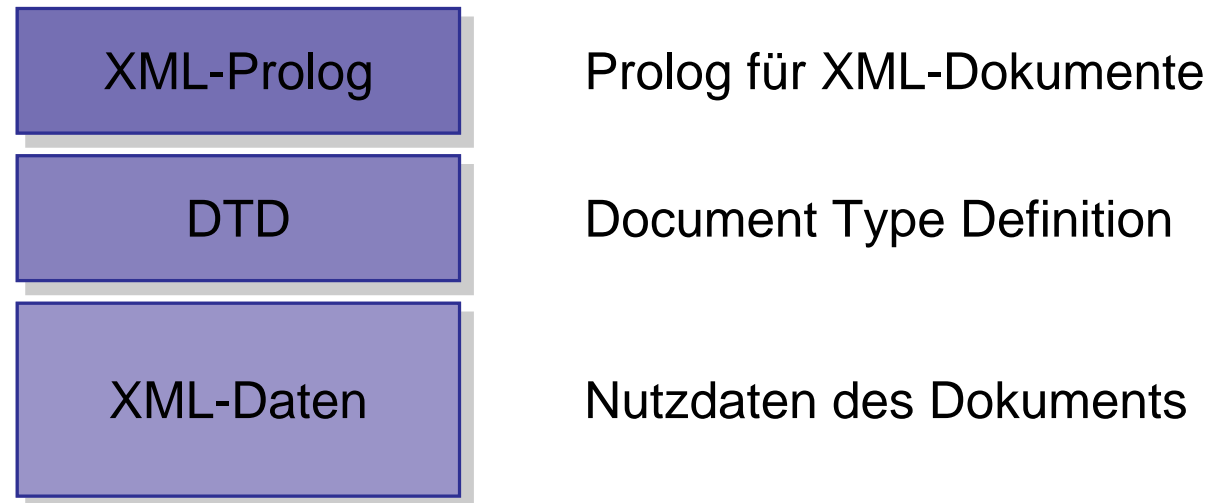 XML-Prolog Prolog für XML-Dokumente
DTD Document Type Definition
XML-Daten Nutzdaten des Dokuments